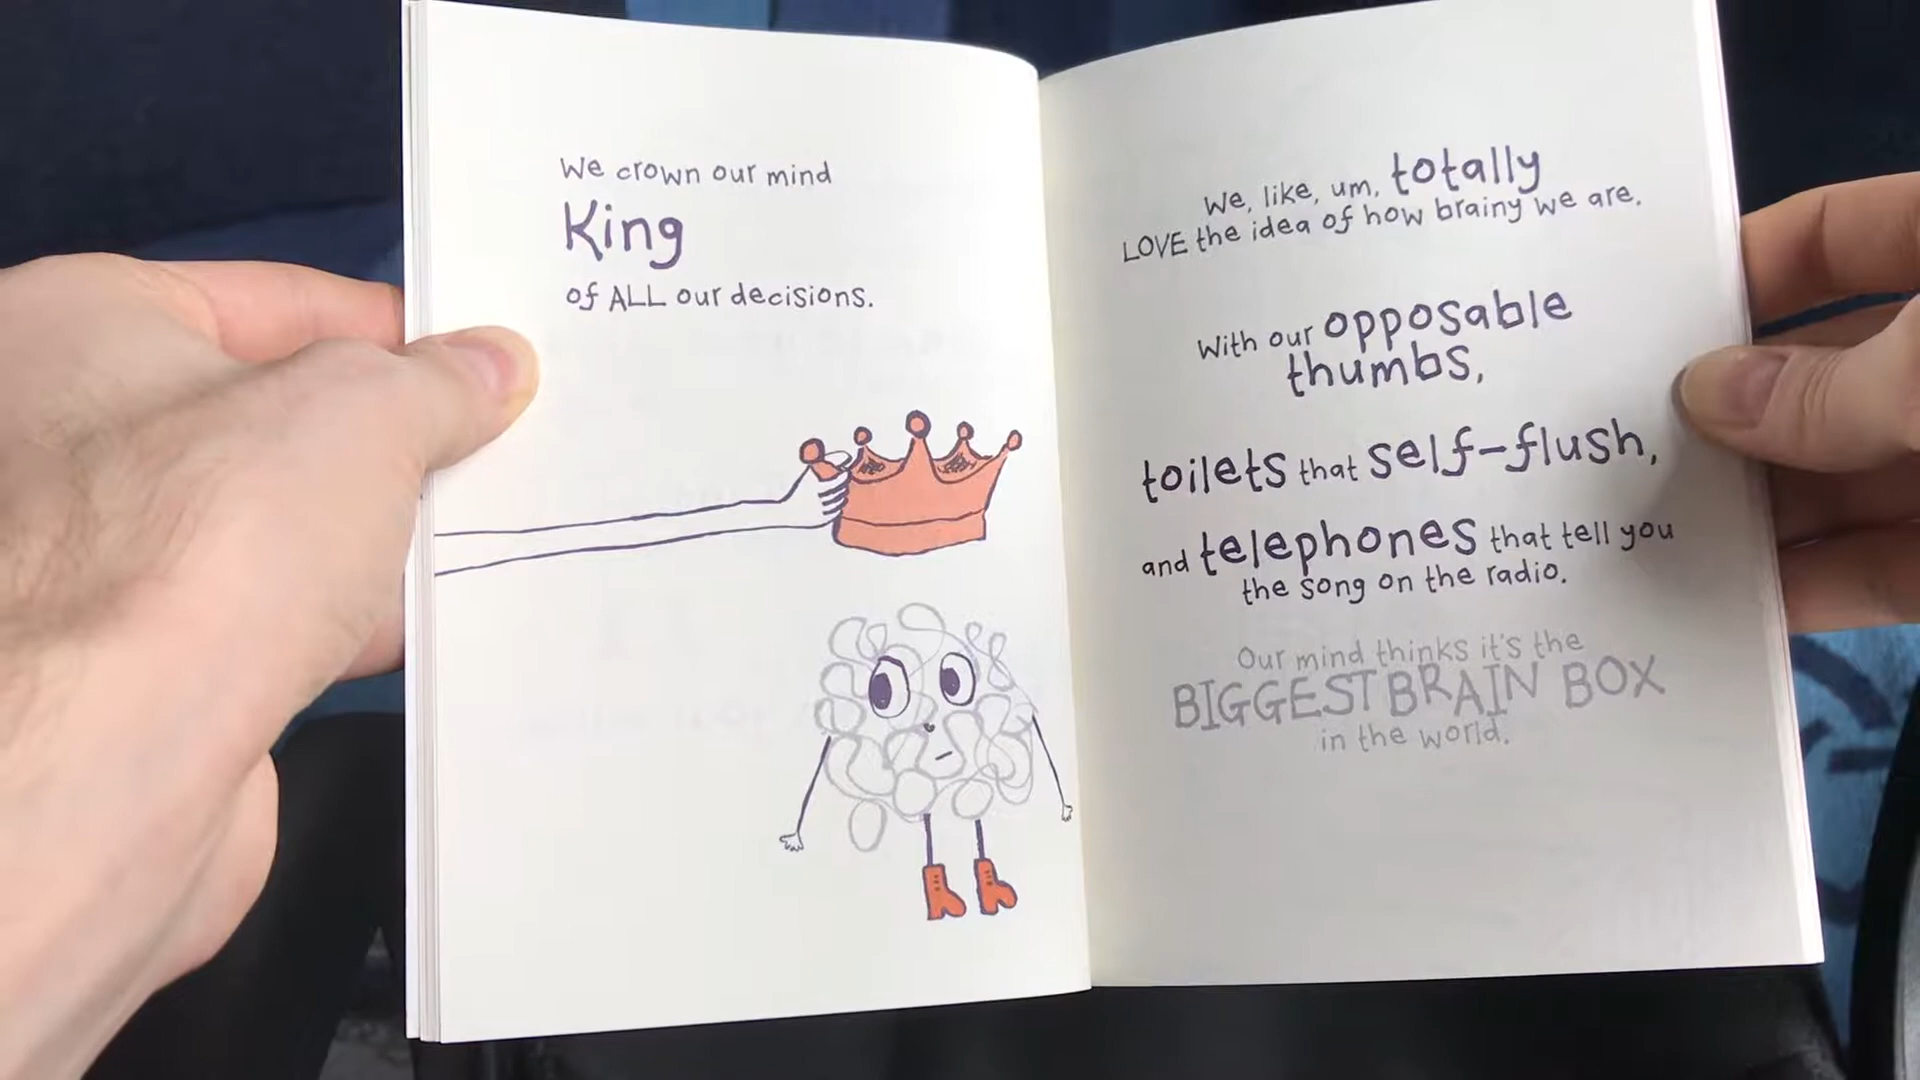 We crown our mind
King
of ALL our decisions.
We, like, um, totally
LOVE the idea of how brainy we are.
With our opposable
thumbs,
toilets that self-flush,
and telephones that tell you
the song on the radio.
Our mind thinks it's the
BIGGEST BRAIN BOX
in the world.